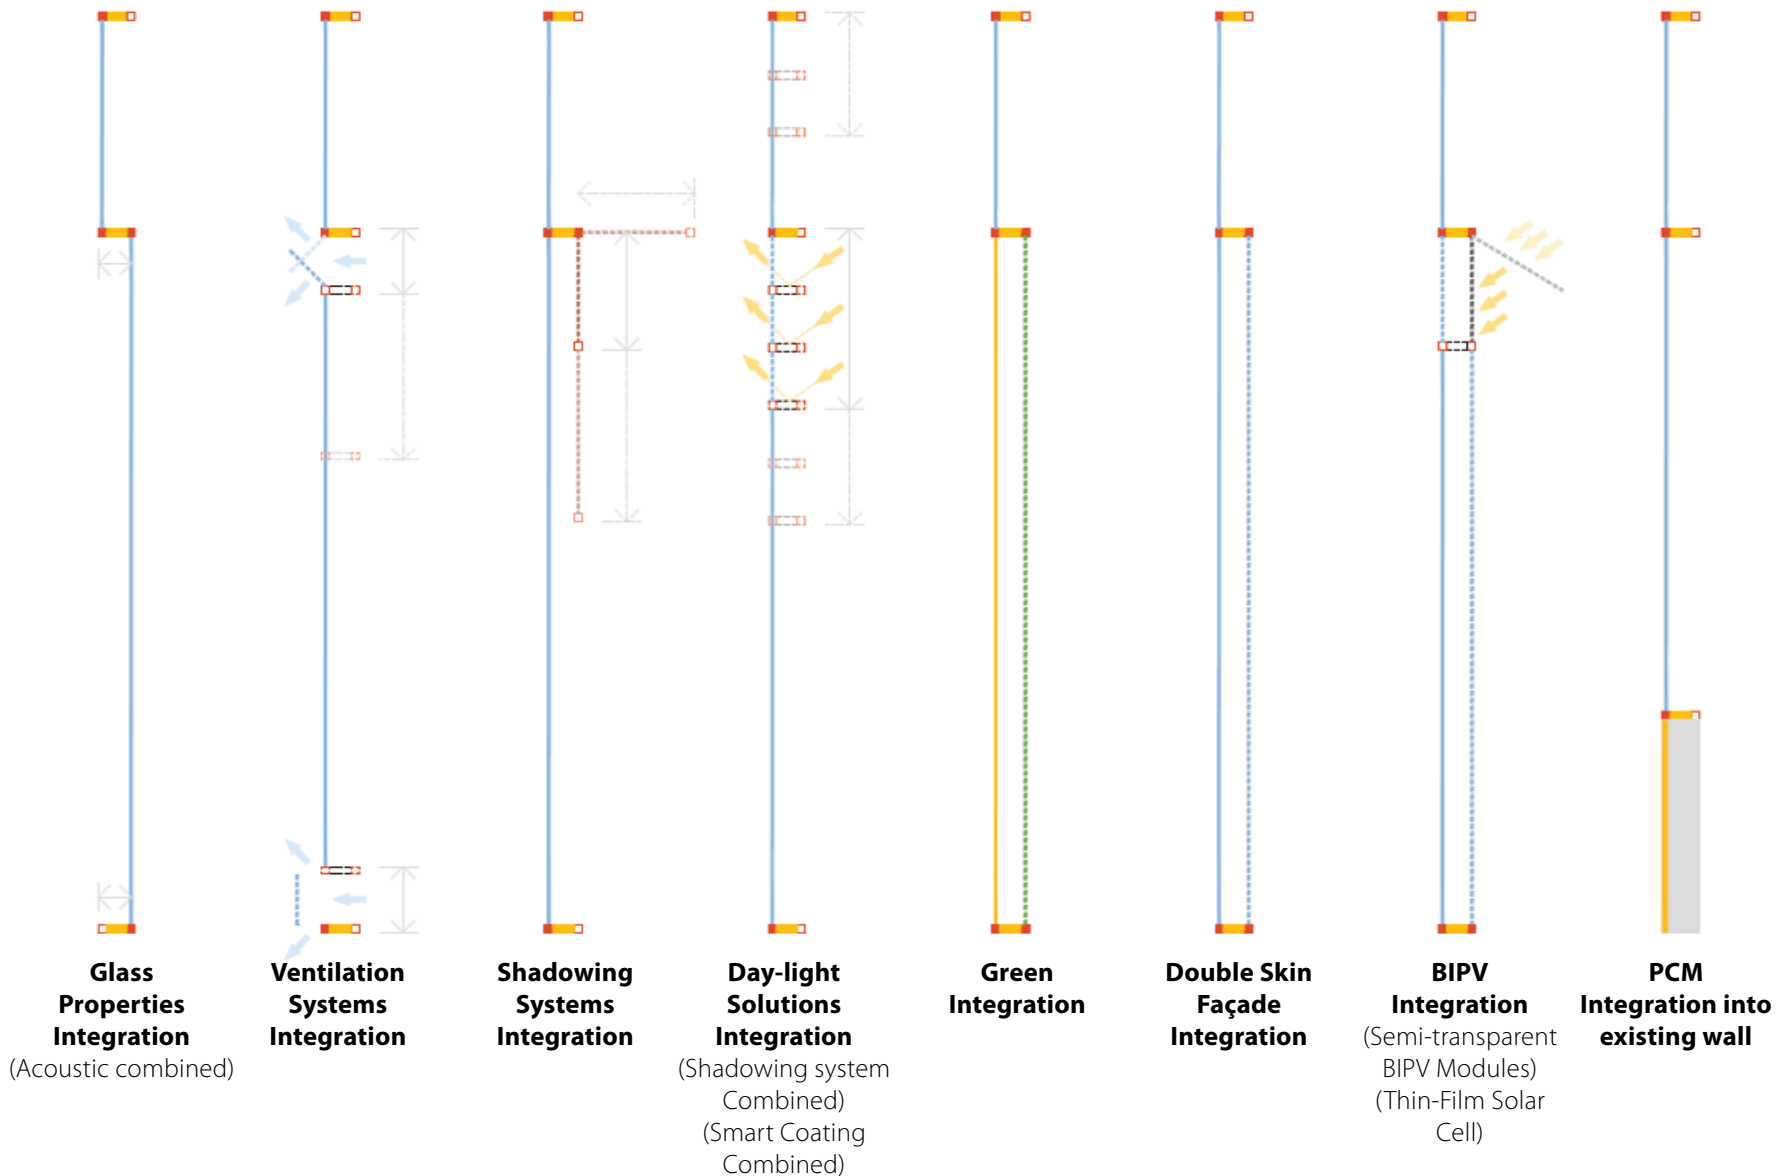 Glass
Properties
Integration
(Acoustic combined)
Ventilation
Systems
Integration
Shadowing
Systems
Integration
Day-light
Solutions
Integration
(Shadowing system
Combined)
(Smart Coating
Combined)
Green
Integration
Double Skin
Façade
Integration
BIPV
Integration
(Semi-transparent
BIPV Modules)
(Thin-Film Solar
Cell)
PCM
Integration into
existing wall